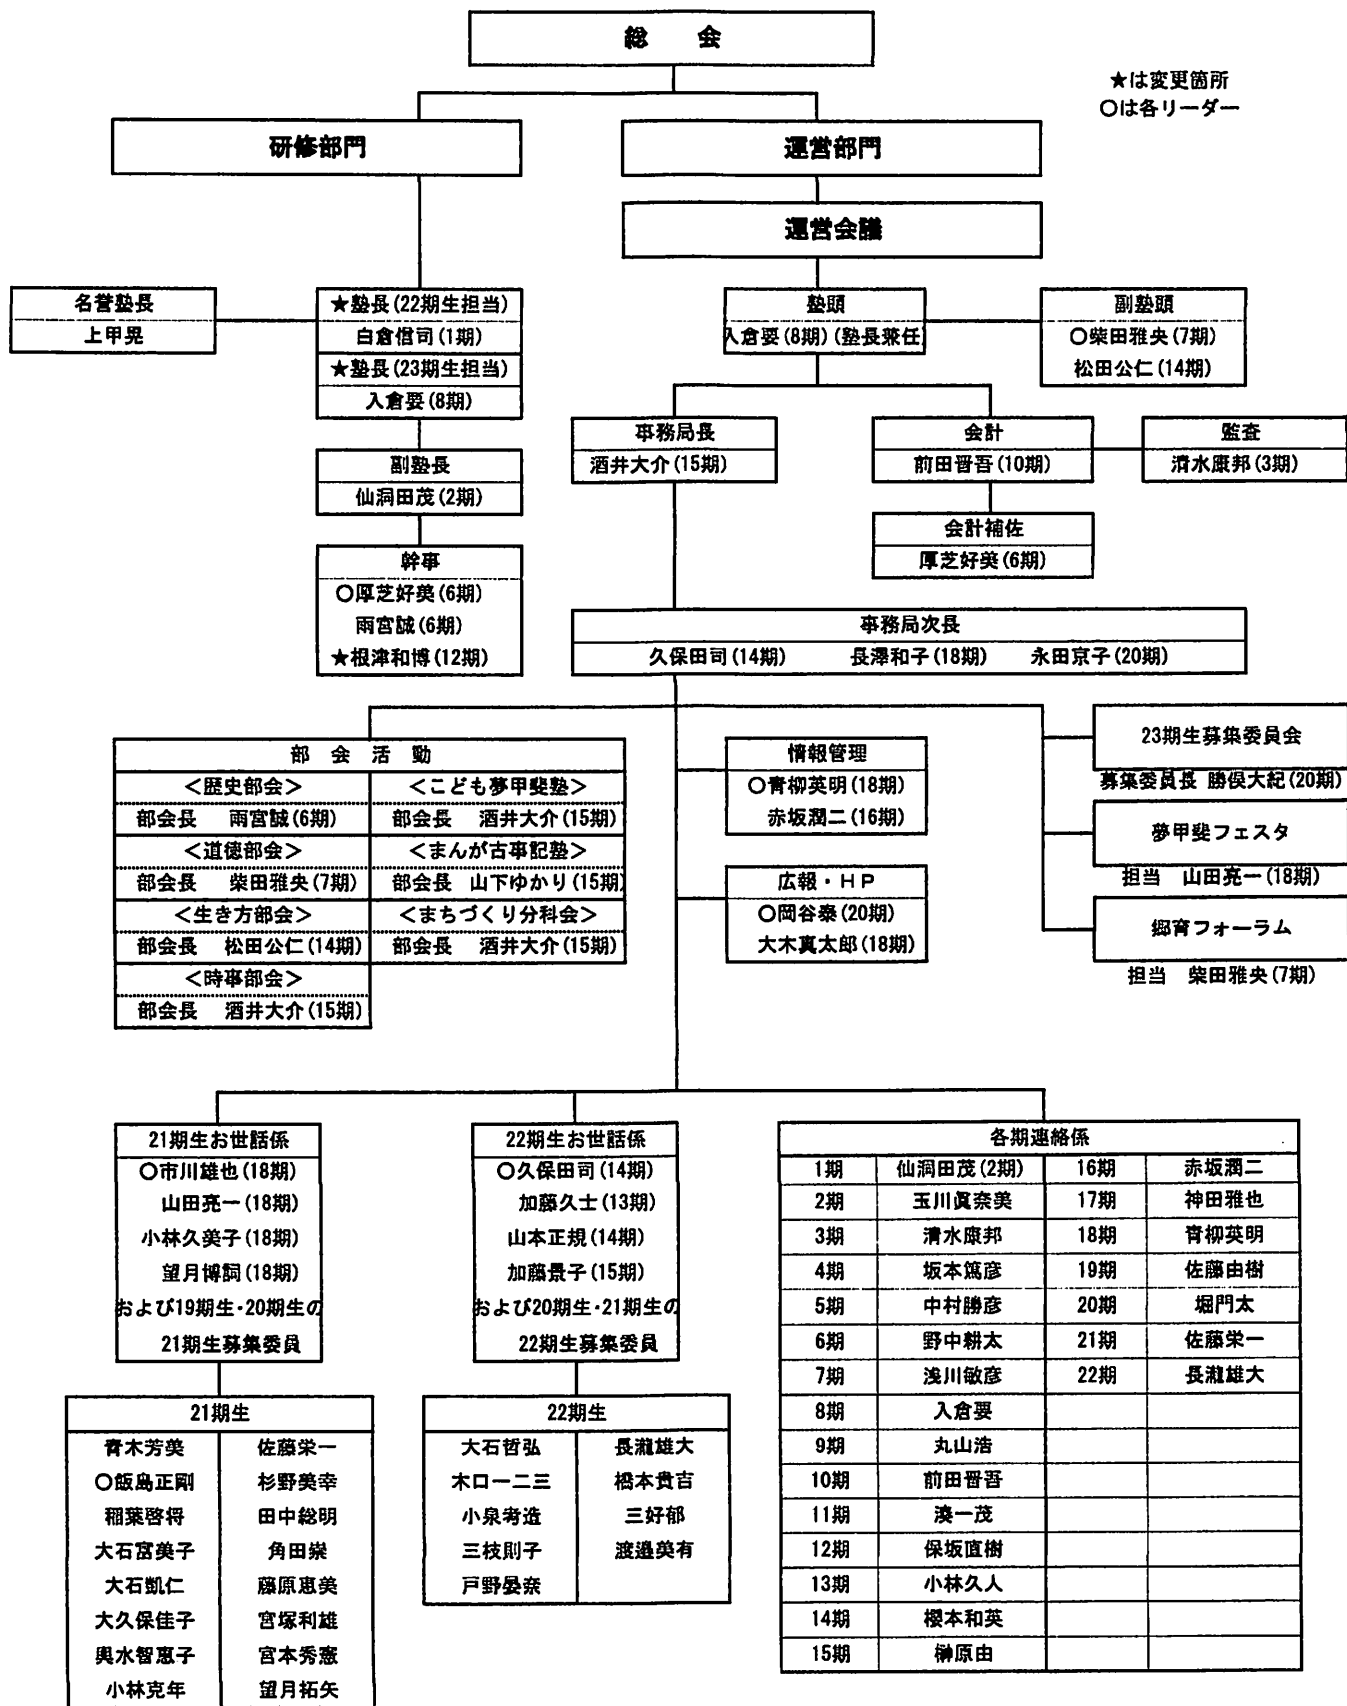 総　会
★は変更箇所
○は各リーダー
研修部門
運営部門
運営会議
名誉塾長
上甲晃
★塾長(22期生担当)
白倉信司(1期)
★塾長(23期生担当)
入倉要(8期)
副塾長
仙洞田茂(2期)
幹事
○厚芝好美(6期)
雨宮誠(6期)
★根津和博(12期)
塾頭
入倉要(8期)(塾長兼任)
副塾頭
○柴田雅央(7期)
松田公仁(14期)
事務局長
酒井大介(15期)
会計
前田晋吾(10期)
監査
清水康邦(3期)
会計補佐
厚芝好美(6期)
事務局次長
久保田司(14期)　長澤和子(18期)　永田京子(20期)
部　会　活　動
＜歴史部会＞　＜こども夢甲斐塾＞
部会長　雨宮誠(6期)　部会長　酒井大介(15期)
＜道徳部会＞　＜まんが古事記塾＞
部会長　柴田雅央(7期)　部会長　山下ゆかり(15期)
＜生き方部会＞　＜まちづくり分科会＞
部会長　松田公仁(14期)　部会長　酒井大介(15期)
＜時事部会＞
部会長　酒井大介(15期)
情報管理
○青柳英明(18期)
赤坂潤二(16期)
広報・ＨＰ
○岡谷泰(20期)
大木真太郎(18期)
23期生募集委員会
募集委員長 勝俣大紀(20期)
夢甲斐フェスタ
担当　山田亮一(18期)
郷育フォーラム
担当　柴田雅央(7期)
21期生お世話係
○市川雄也(18期)
山田亮一(18期)
小林久美子(18期)
望月博詞(18期)
および19期生・20期生の
21期生募集委員
22期生お世話係
○久保田司(14期)
加藤久士(13期)
山本正規(14期)
加藤景子(15期)
および20期生・21期生の
22期生募集委員
各期連絡係
1期　仙洞田茂(2期)　16期　赤坂潤二
2期　玉川眞奈美　17期　神田雅也
3期　清水康邦　18期　青柳英明
4期　坂本篤彦　19期　佐藤由樹
5期　中村勝彦　20期　堀門太
6期　野中耕太　21期　佐藤栄一
7期　浅川敏彦　22期　長瀧雄大
8期　入倉要
9期　丸山浩
10期　前田晋吾
11期　湊一茂
12期　保坂直樹
13期　小林久人
14期　櫻本和英
15期　榊原由
21期生
青木芳美　佐藤栄一
○飯島正剛　杉野美幸
稲葉啓将　田中総明
大石富美子　角田崇
大石凱仁　藤原恵美
大久保佳子　宮塚利雄
輿水智恵子　宮本秀憲
小林克年　望月拓矢
22期生
大石哲弘　長瀧雄大
木口一二三　橋本貴吉
小泉考造　三好郁
三枝則子　渡邉美有
戸野晏奈